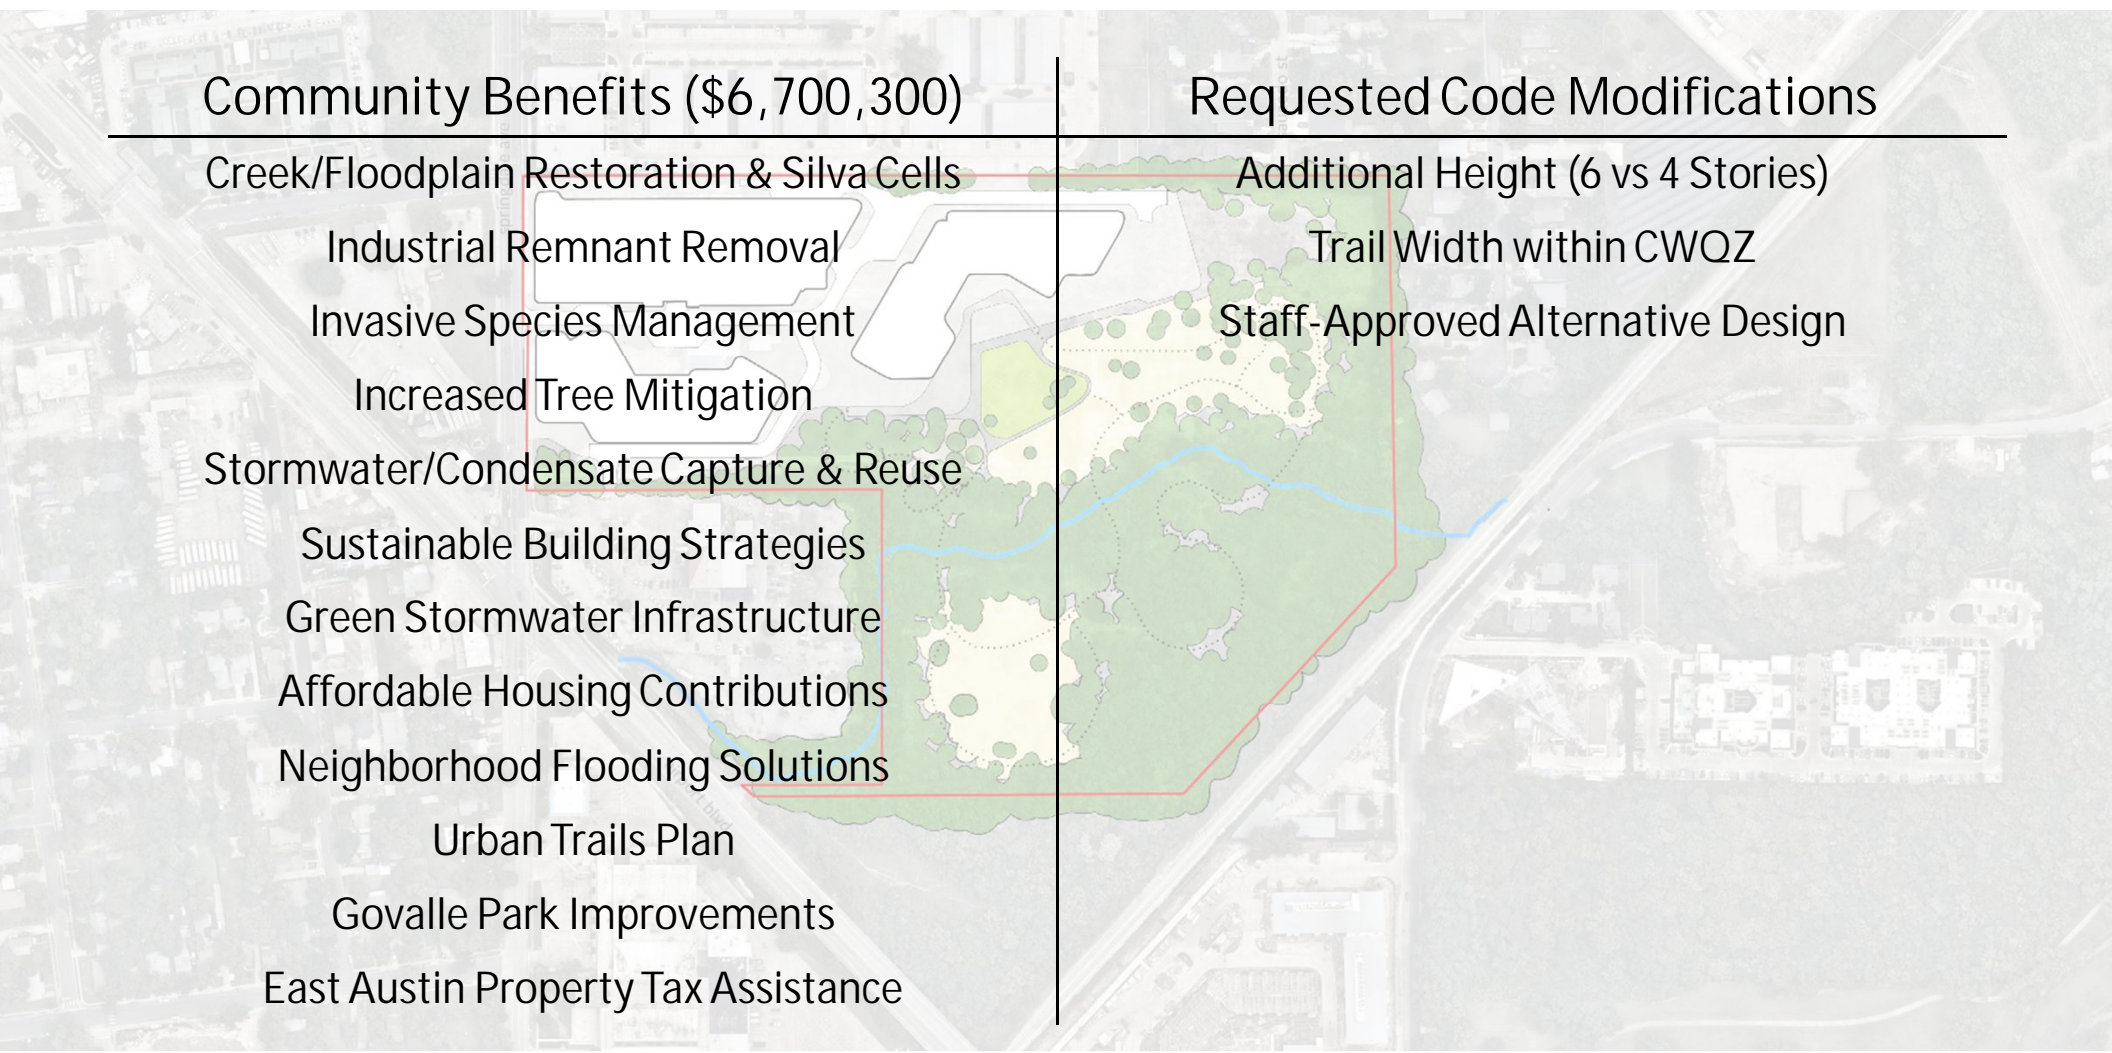 Community Benefits ($6,700,300)
Creek/Floodplain Restoration & Silva Cells
Industrial Remnant Removal
Invasive Species Management
Increased Tree Mitigation
Stormwater/Condensate Capture & Reuse
Sustainable Building Strategies
Green Stormwater Infrastructure
Affordable Housing Contributions
Neighborhood Flooding Solutions
Urban Trails Plan
Govalle Park Improvements
East Austin Property Tax Assistance
Requested Code Modifications
Additional Height (6 vs 4 Stories)
Trail Width within CWQZ
Staff-Approved Alternative Design